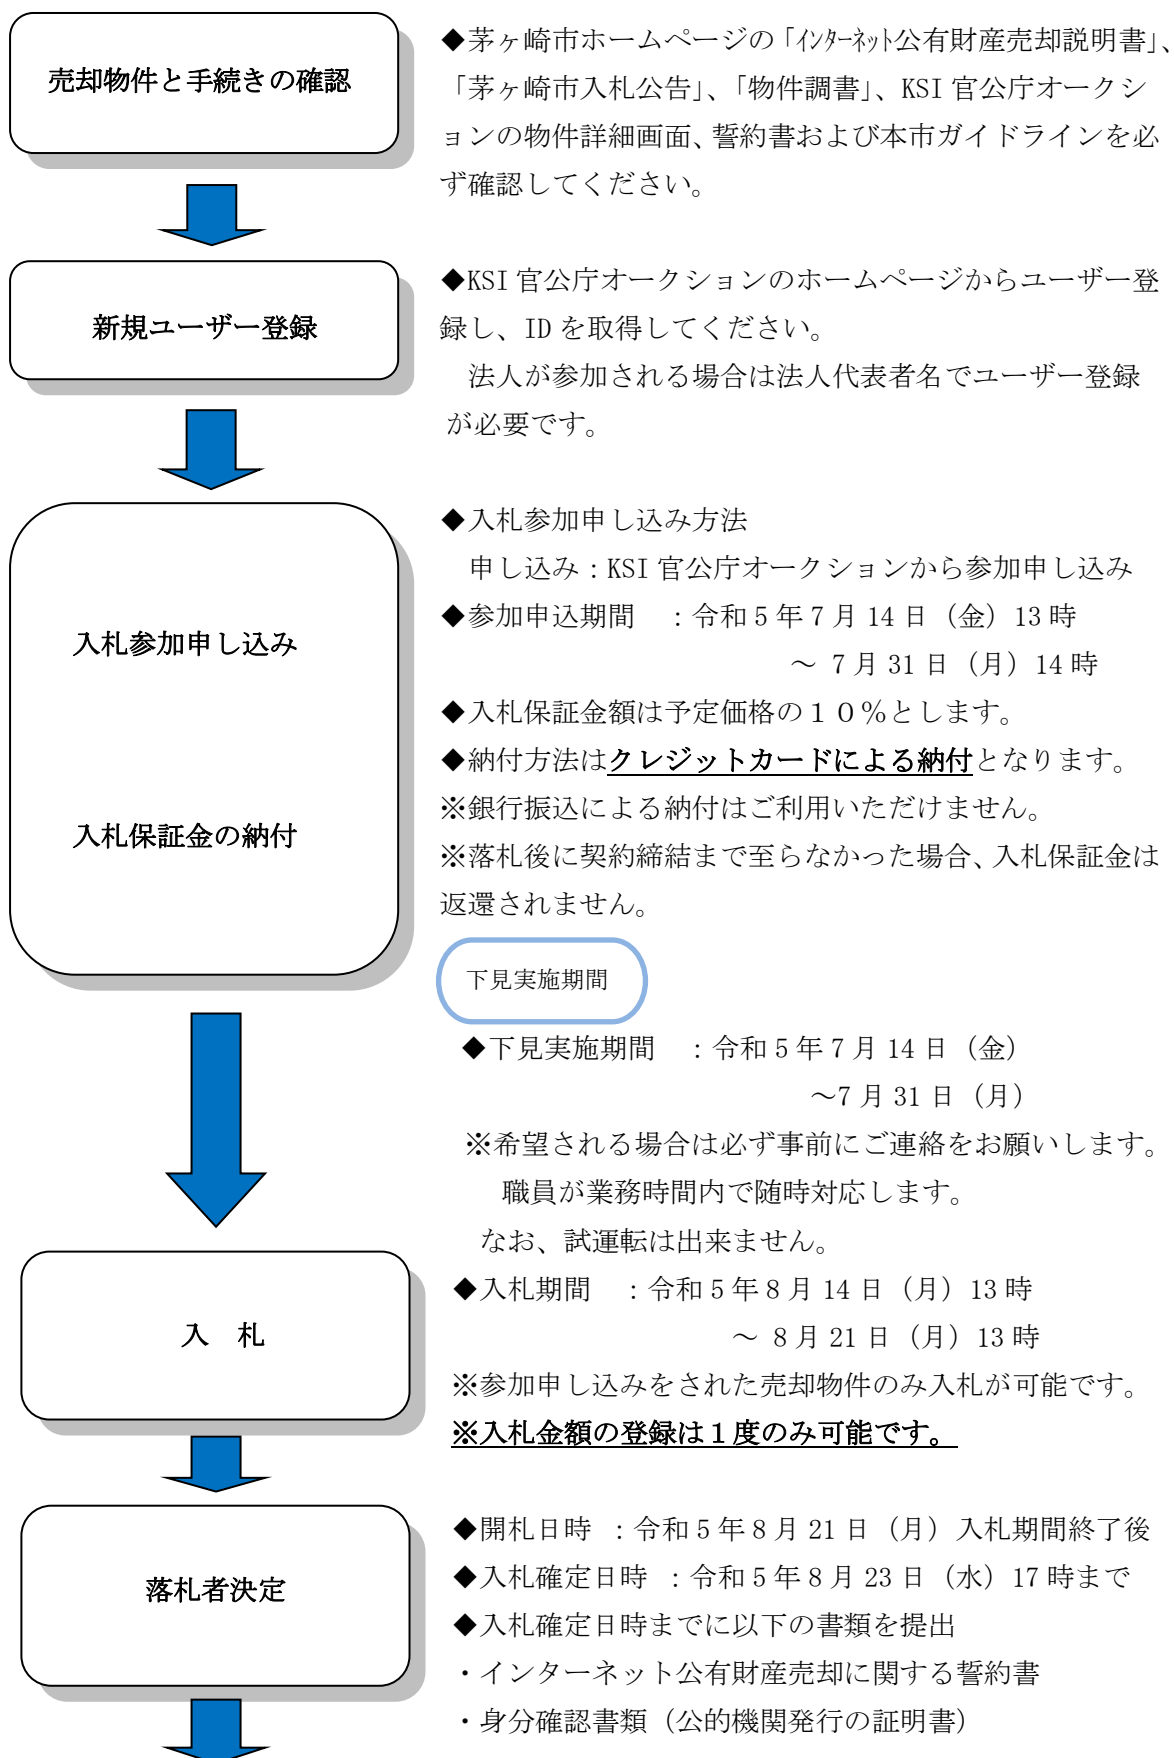 売却物件と手続きの確認
◆茅ヶ崎市ホームページの「ｲﾝﾀｰﾈｯﾄ公有財産売却説明書」、
「茅ヶ崎市入札公告」、「物件調書」、KSI 官公庁オークシ
ョンの物件詳細画面、誓約書および本市ガイドラインを必
ず確認してください。
新規ユーザー登録
◆KSI 官公庁オークションのホームページからユーザー登
録し、ID を取得してください。
法人が参加される場合は法人代表者名でユーザー登録
が必要です。
入札参加申し込み
入札保証金の納付
◆入札参加申し込み方法
申し込み：KSI 官公庁オークションから参加申し込み
◆参加申込期間　：令和 5 年 7 月 14 日（金）13 時
～ 7 月 31 日（月）14 時
◆入札保証金額は予定価格の１０％とします。
◆納付方法はクレジットカードによる納付となります。
※銀行振込による納付はご利用いただけません。
※落札後に契約締結まで至らなかった場合、入札保証金は
返還されません。
下見実施期間
◆下見実施期間　：令和 5 年 7 月 14 日（金）
～7 月 31 日（月）
※希望される場合は必ず事前にご連絡をお願いします。
職員が業務時間内で随時対応します。
なお、試運転は出来ません。
入　札
◆入札期間　：令和 5 年 8 月 14 日（月）13 時
～ 8 月 21 日（月）13 時
※参加申し込みをされた売却物件のみ入札が可能です。
※入札金額の登録は１度のみ可能です。
落札者決定
◆開札日時 ：令和 5 年 8 月 21 日（月）入札期間終了後
◆入札確定日時 ：令和 5 年 8 月 23 日（水）17 時まで
◆入札確定日時までに以下の書類を提出
・インターネット公有財産売却に関する誓約書
・身分確認書類（公的機関発行の証明書）